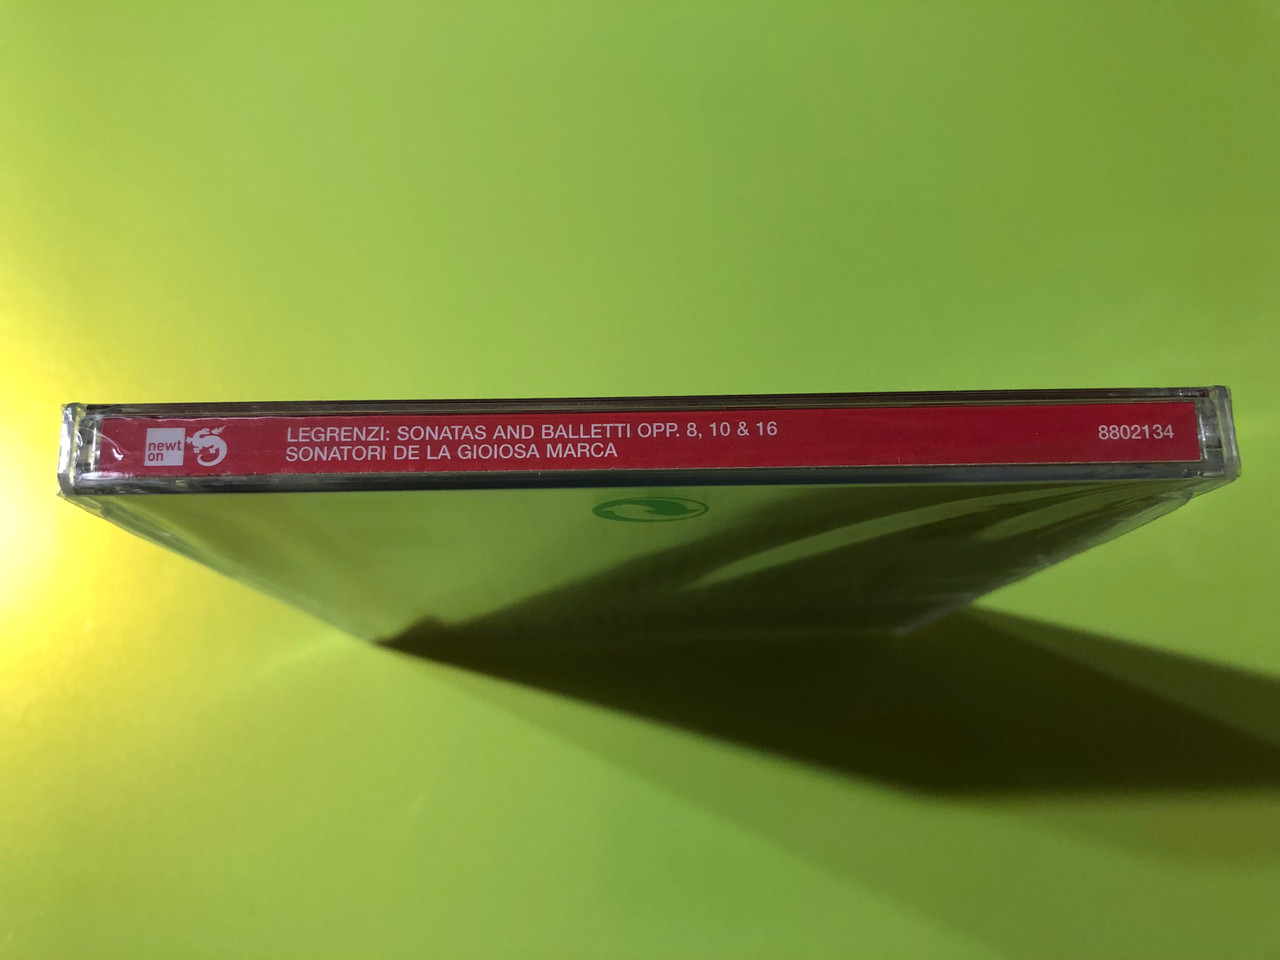 newt
on
LEGRENZI: SONATAS AND BALLETTI OPP. 8, 10 & 16
SONATORI DE LA GIOIOSA MARCA
8802134